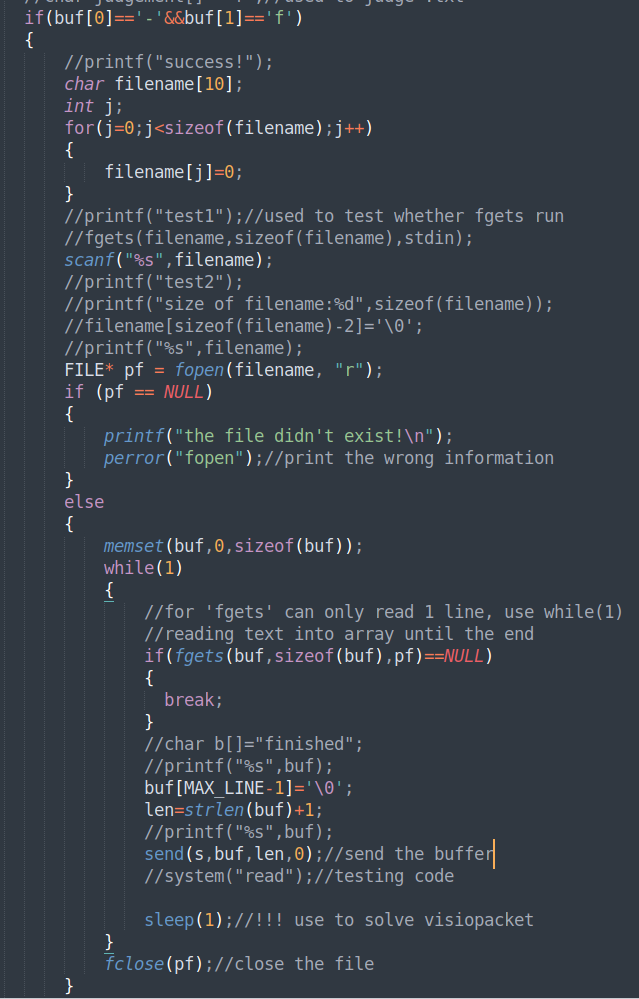 if(buf[0]=='-'&&buf[1]=='f')
{
//printf("success!");
char filename[10];
int j;
for(j=0;j<sizeof(filename);j++)
{
filename[j]=0;
}
//printf("test1");//used to test whether fgets run
//fgets(filename,sizeof(filename),stdin);
scanf("%s",filename);
//printf("test2");
//printf("size of filename:%d",sizeof(filename));
//filename[sizeof(filename)-2]='\0';
//printf("%s",filename);
FILE* pf = fopen(filename, "r");
if (pf == NULL)
{
printf("the file didn't exist!\n");
perror("fopen");//print the wrong information
}
else
{
memset(buf,0,sizeof(buf));
while(1)
{
//for 'fgets' can only read 1 line, use while(1)
//reading text into array until the end
if(fgets(buf,sizeof(buf),pf)==NULL)
{
break;
}
//char b[]="finished";
//printf("%s",buf);
buf[MAX_LINE-1]='\0';
len=strlen(buf)+1;
//printf("%s",buf);
send(s,buf,len,0);//send the buffer
//system("read");//testing code
sleep(1);//!!! use to solve visiopacket
}
fclose(pf);//close the file
}